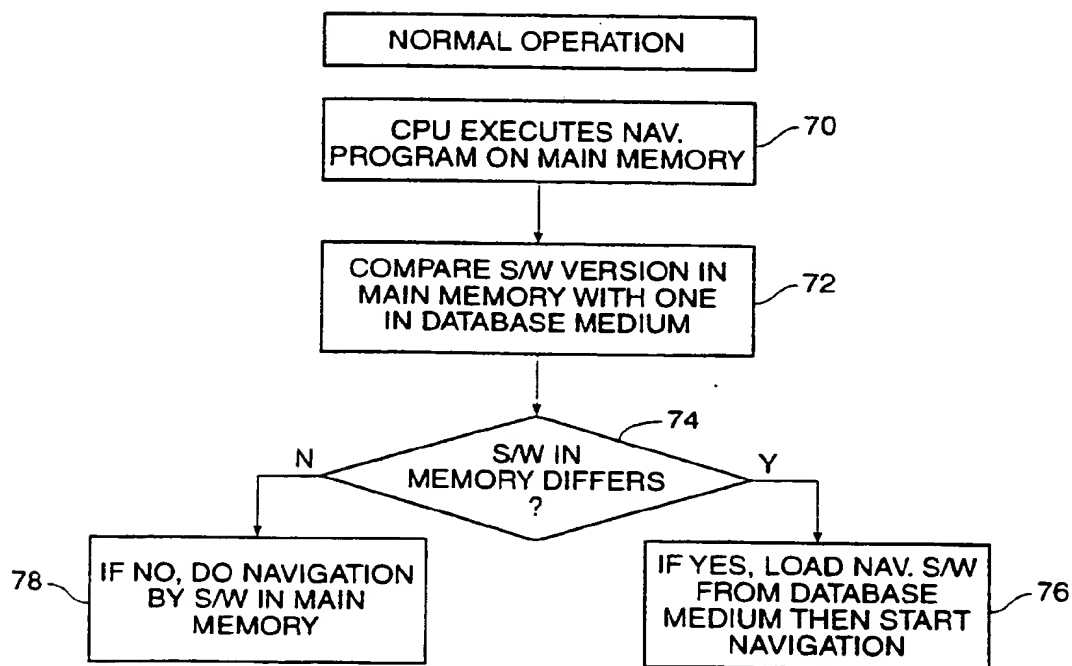 NORMAL OPERATION
CPU EXECUTES NAV.
PROGRAM ON MAIN MEMORY
70
COMPARE S/W VERSION IN
MAIN MEMORY WITH ONE
IN DATABASE MEDIUM
72
74
S/W IN
MEMORY DIFFERS
?
N
Y
78
IF NO, DO NAVIGATION
BY S/W IN MAIN
MEMORY
IF YES, LOAD NAV. S/W
FROM DATABASE
MEDIUM THEN START
NAVIGATION
76